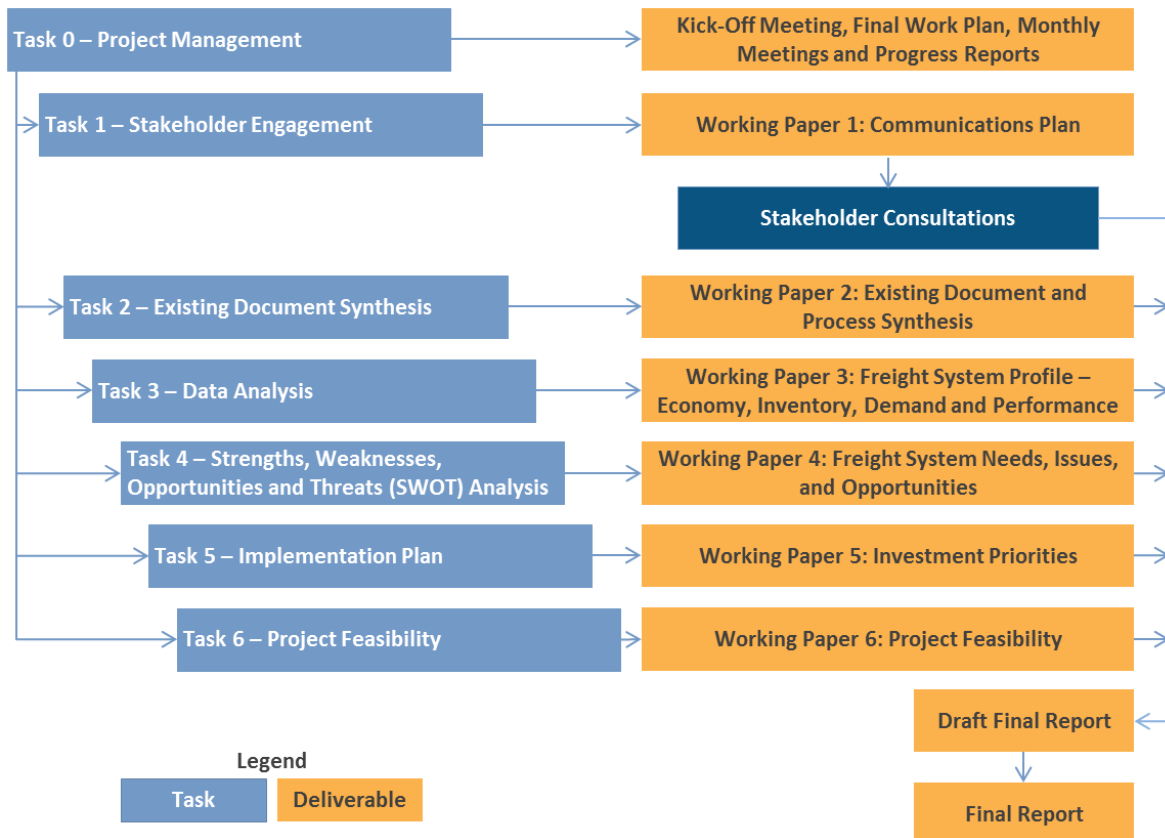 Task 0 – Project Management
Kick-Off Meeting, Final Work Plan, Monthly
Meetings and Progress Reports
Task 1 – Stakeholder Engagement
Working Paper 1: Communications Plan
Stakeholder Consultations
Task 2 – Existing Document Synthesis
Working Paper 2: Existing Document and
Process Synthesis
Task 3 – Data Analysis
Working Paper 3: Freight System Profile –
Economy, Inventory, Demand and Performance
Task 4 – Strengths, Weaknesses,
Opportunities and Threats (SWOT) Analysis
Working Paper 4: Freight System Needs, Issues,
and Opportunities
Task 5 – Implementation Plan
Working Paper 5: Investment Priorities
Task 6 – Project Feasibility
Working Paper 6: Project Feasibility
Draft Final Report
Final Report
Legend
Task
Deliverable